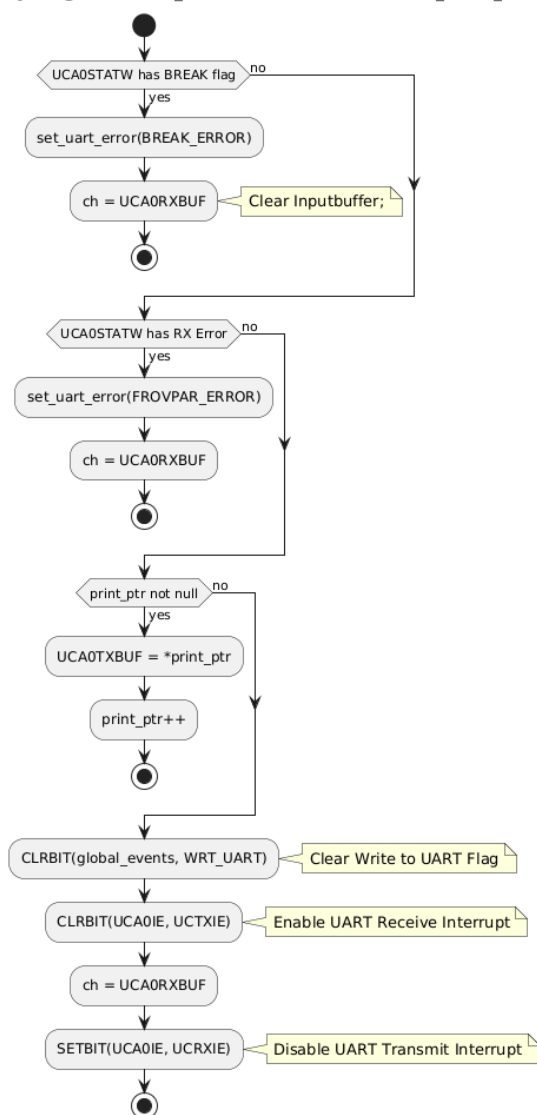 UCA0STATW has BREAK flag
no
yes
set_uart_error(BREAK_ERROR)
ch = UCA0RXBUF
Clear Inputbuffer;
UCA0STATW has RX Error
no
yes
set_uart_error(FROVPAR_ERROR)
ch = UCA0RXBUF
print_ptr not null
no
yes
UCA0TXBUF = *print_ptr
print_ptr++
CLRBIT(global_events, WRT_UART)
Clear Write to UART Flag
CLRBIT(UCA0IE, UCTXIE)
Enable UART Receive Interrupt
ch = UCA0RXBUF
SETBIT(UCA0IE, UCRXIE)
Disable UART Transmit Interrupt